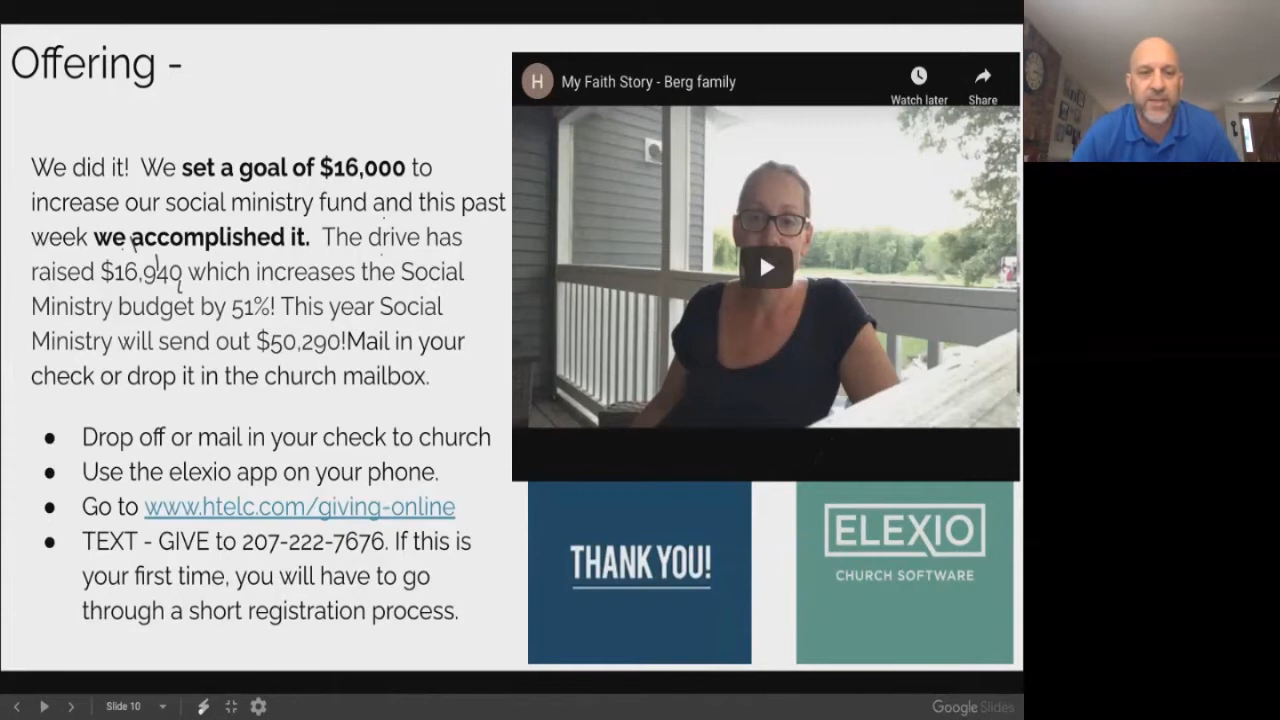 Offering -
We did it!  We set a goal of $16,000 to
increase our social ministry fund and this past
week we accomplished it.  The drive has
raised $16,940 which increases the Social
Ministry budget by 51%! This year Social
Ministry will send out $50,290!Mail in your
check or drop it in the church mailbox.
● Drop off or mail in your check to church
● Use the elexio app on your phone.
● Go to www.htelc.com/giving-online
● TEXT - GIVE to 207-222-7676. If this is
your first time, you will have to go
through a short registration process.
H
My Faith Story - Berg family
Watch later
Share
THANK YOU!
ELEXIO
CHURCH SOFTWARE
Slide 10
Google Slides